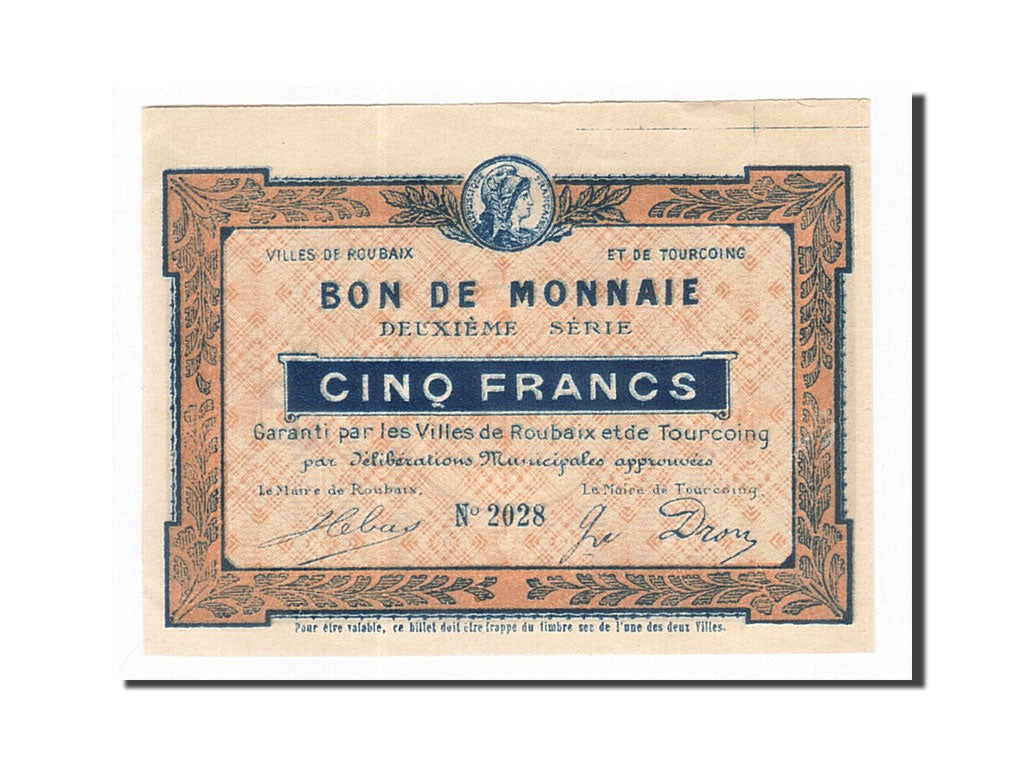 VILLES DE ROUBAIX ET DE TOURCOING
BON DE MONNAIE
DEUXIÈME SÉRIE
CINQ FRANCS
Garanti par les Villes de Roubaix et de Tourcoing
par Délibérations Municipales approuvées
Le Maire de Roubaix, Le Maire de Tourcoing,
No 2028
G Dron
Pour être valable, ce billet doit être frappé du timbre sec de l'une des deux Villes.